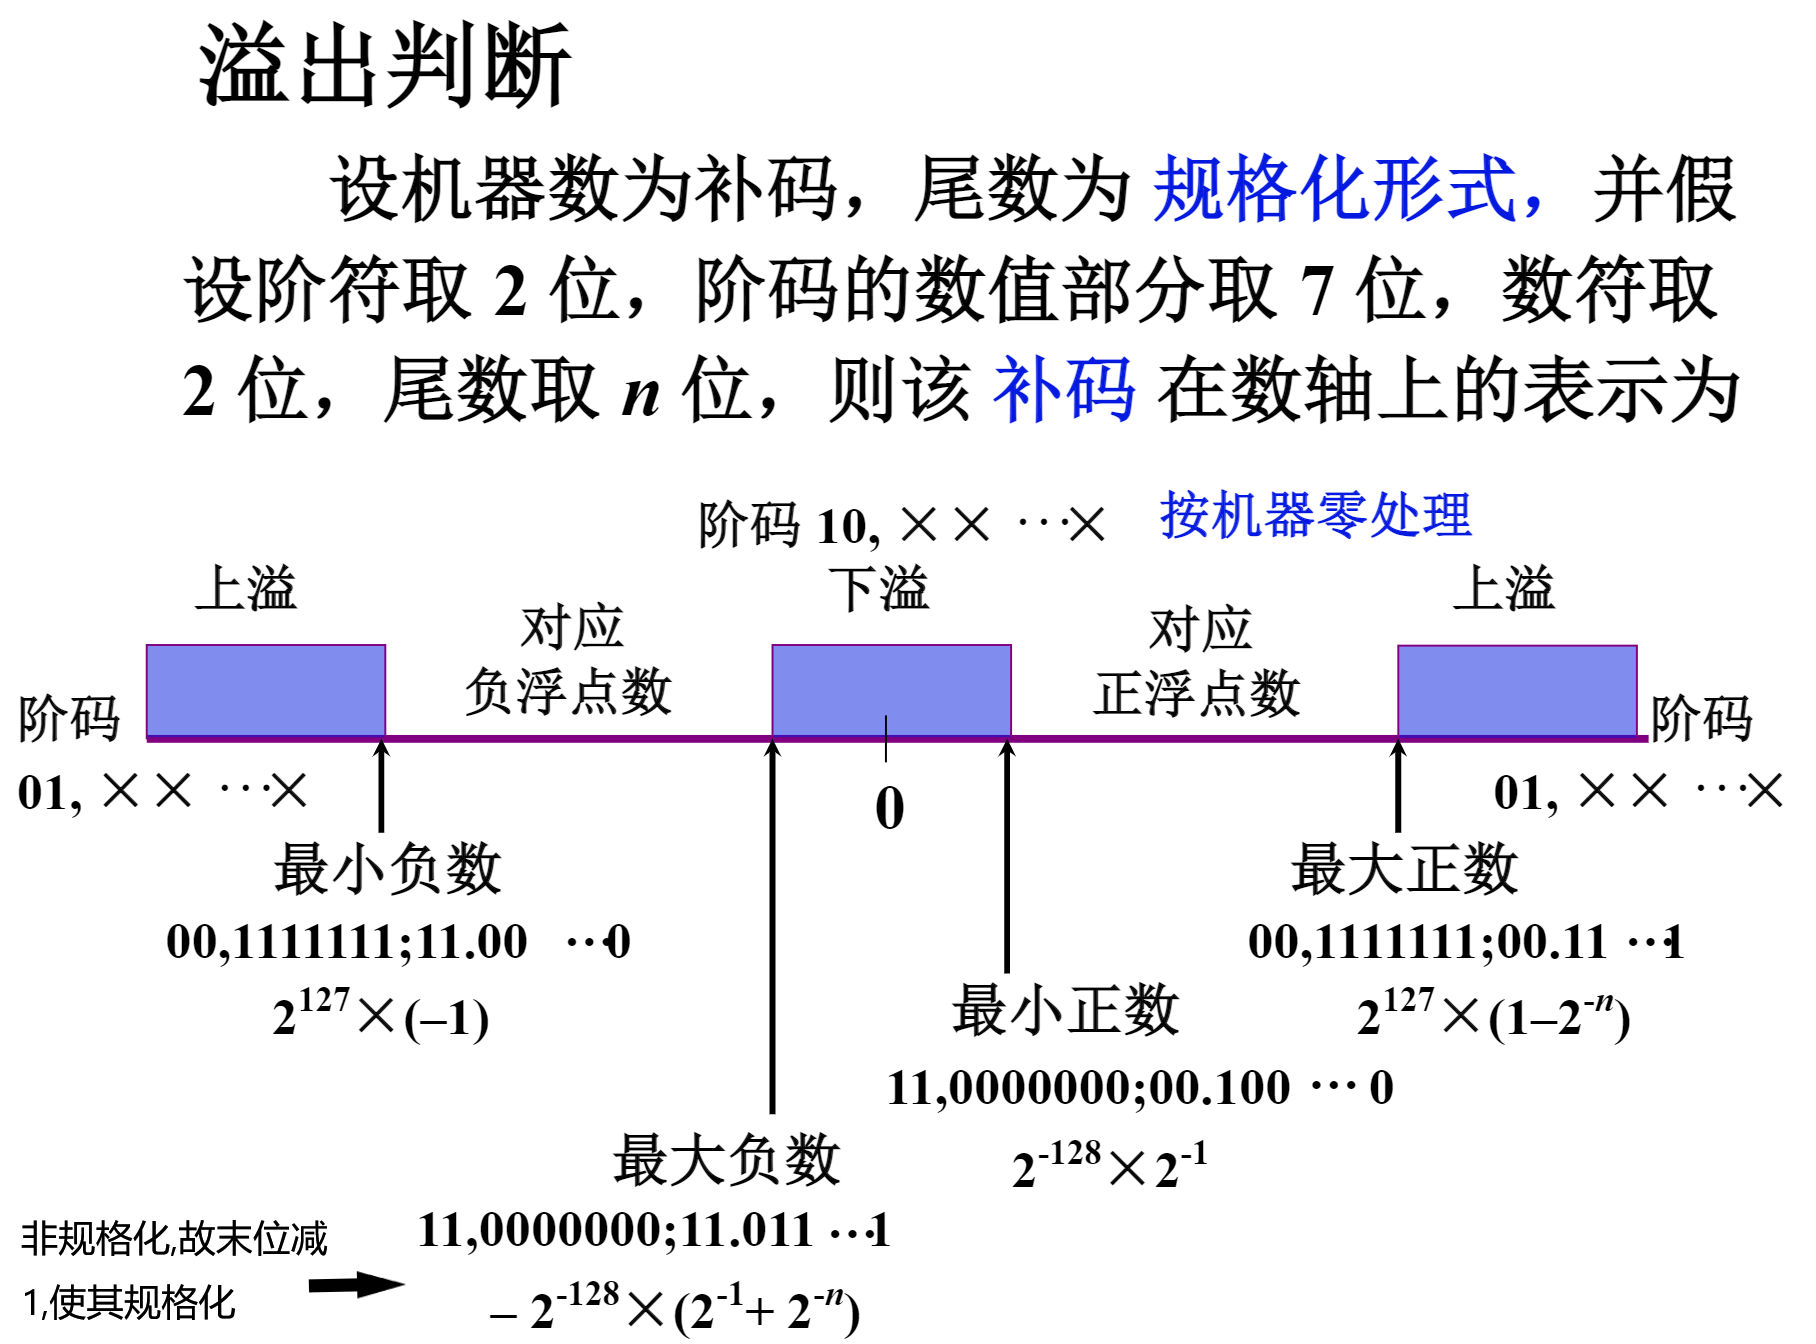 溢出判断
设机器数为补码，尾数为 规格化形式，并假
设阶符取 2 位，阶码的数值部分取 7 位，数符取
2 位，尾数取 n 位，则该 补码 在数轴上的表示为
阶码 10, ×× ···× 按机器零处理
上溢 下溢 上溢
对应 对应
负浮点数 正浮点数
阶码 阶码
01, ×× ···× 0 01, ×× ···×
最小负数 最大正数
00,1111111;11.00 ···0 00,1111111;00.11 ···1
2^127×(–1) 2^127×(1–2^-n)
最小正数
11,0000000;00.100 ··· 0
最大负数 2^-128×2^-1
11,0000000;11.011 ···1
– 2^-128×(2^-1+ 2^-n)
非规格化,故末位减
1,使其规格化